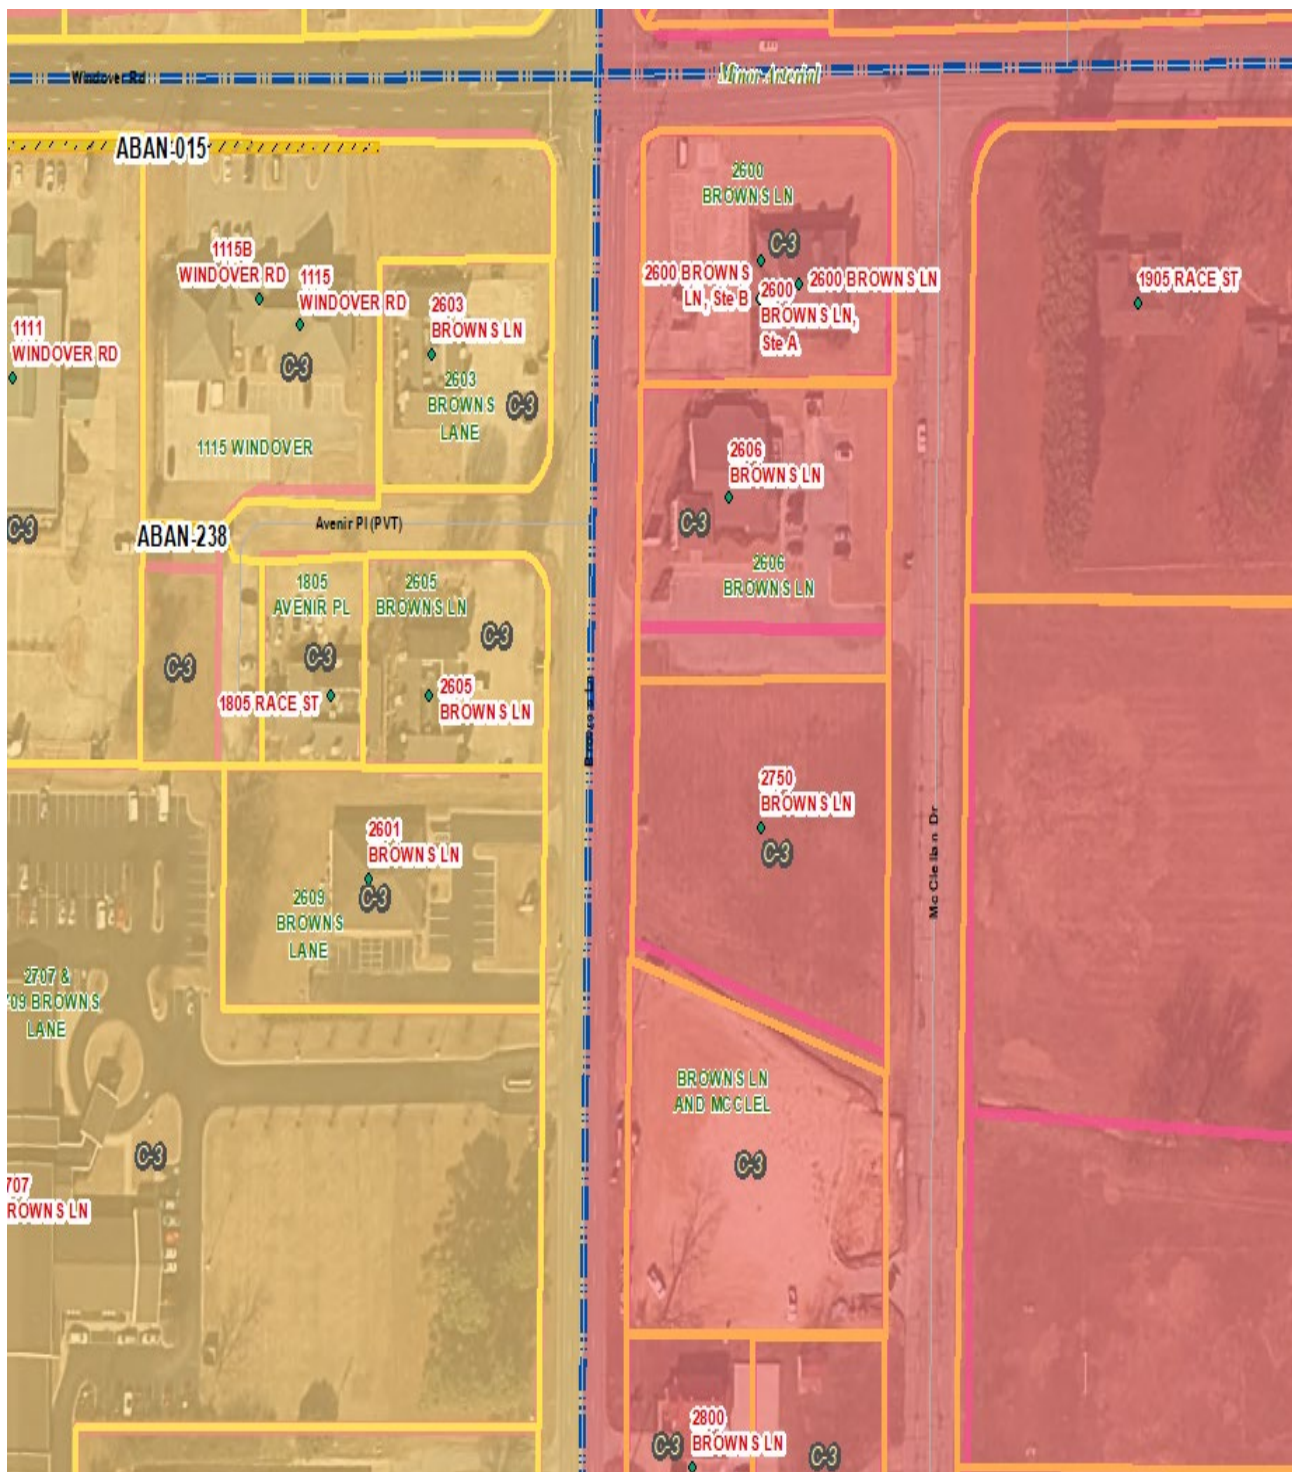 Windover Rd
Minor Arterial
ABAN-015
2600
BROWNS LN
1115B
WINDOVER RD
1115
WINDOVER RD
C-3
2600 BROWNS
LN, Ste B
2600
BROWNS LN,
Ste A
2600 BROWNS LN
1905 RACE ST
1111
WINDOVER RD
2603
BROWNS LN
C-3
2603
BROWNS
LANE
C-3
1115 WINDOVER
2606
BROWNS LN
C-3
C-3
ABAN-238
Avenir Pl (PVT)
2606
BROWNS LN
1805
AVENIR PL
2605
BROWNS LN
C-3
C-3
C-3
1805 RACE ST
2605
BROWNS LN
Browns Ln
2750
BROWNS LN
C-3
McClellan Dr
2601
BROWNS LN
C-3
2609
BROWNS
LANE
2707 &
09 BROWNS
LANE
BROWNS LN
AND MCCLEL
C-3
C-3
707
ROWNS LN
2800
BROWNS LN
C-3
C-3